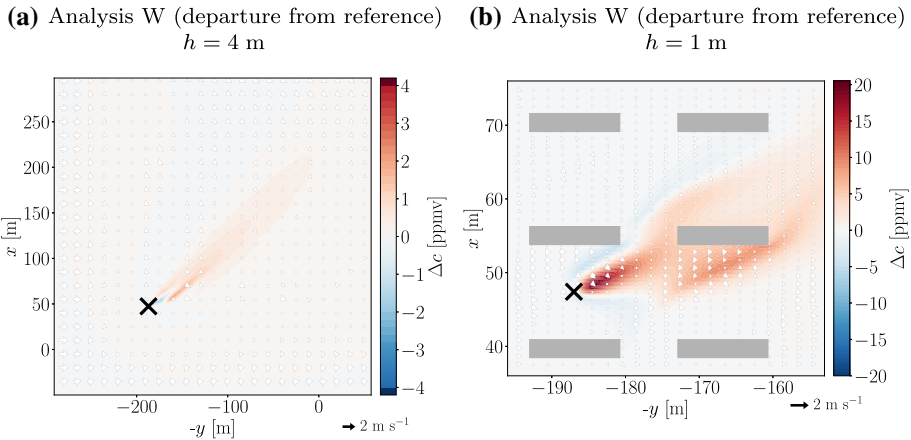 (a) Analysis W (departure from reference)
h = 4 m
250
200
150
100
50
0
x [m]
−200
−100
0
-y [m]
2 m s⁻¹
4
3
2
1
0
−1
−2
−3
−4
Δc [ppmv]
(b) Analysis W (departure from reference)
h = 1 m
70
60
50
40
x [m]
−190
−180
−170
−160
-y [m]
2 m s⁻¹
20
15
10
5
0
−5
−10
−15
−20
Δc [ppmv]